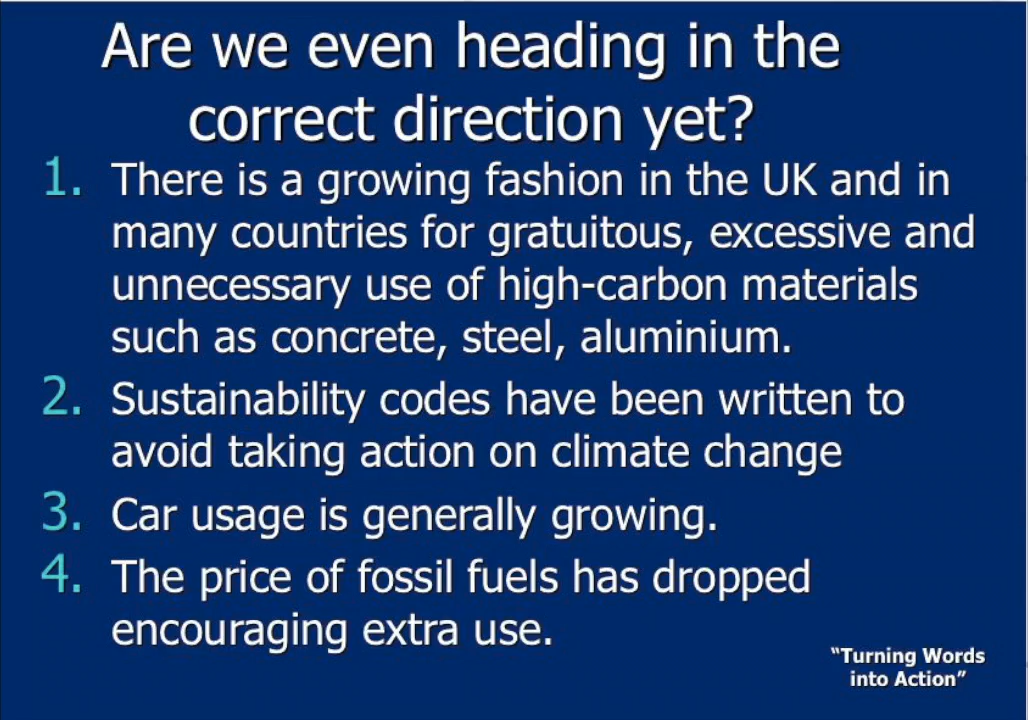 Are we even heading in the
correct direction yet?
1. There is a growing fashion in the UK and in
many countries for gratuitous, excessive and
unnecessary use of high-carbon materials
such as concrete, steel, aluminium.
2. Sustainability codes have been written to
avoid taking action on climate change
3. Car usage is generally growing.
4. The price of fossil fuels has dropped
encouraging extra use.
“Turning Words
into Action”